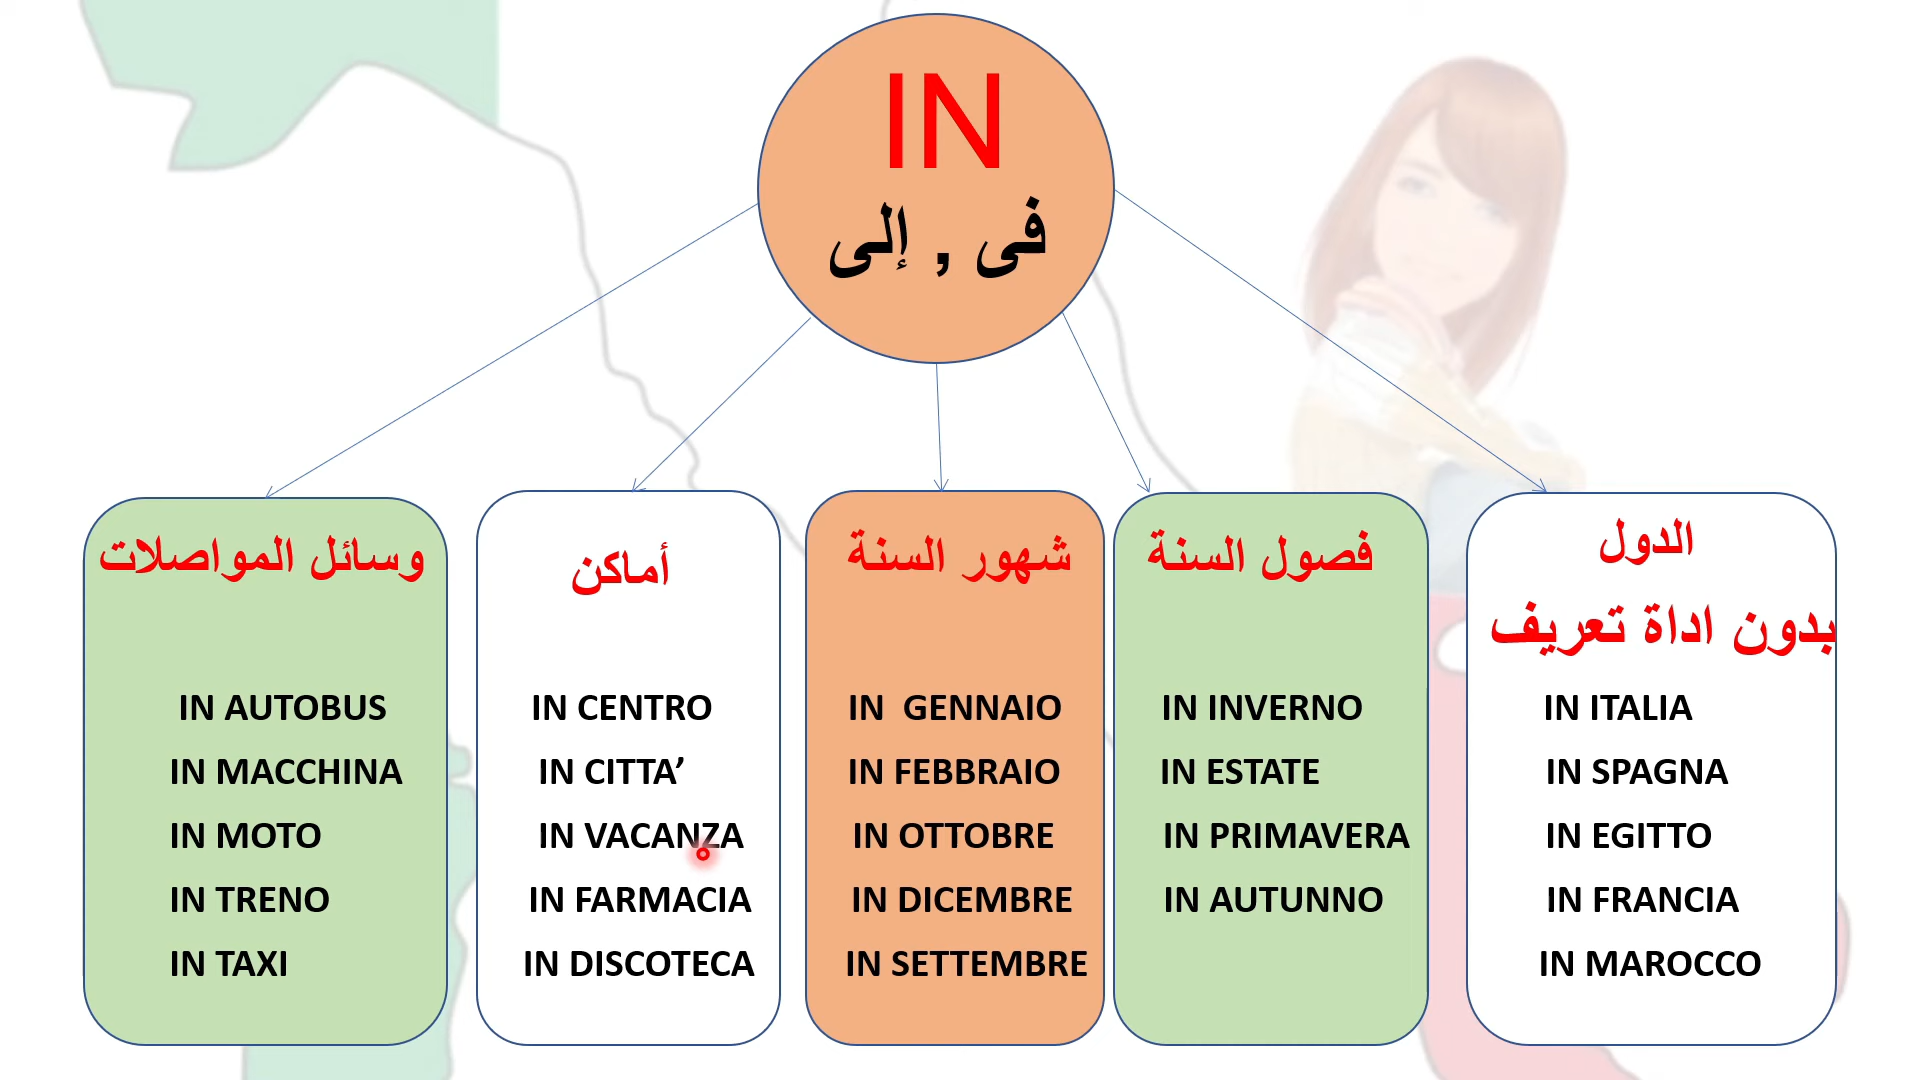 IN
فى , إلى
وسائل المواصلات
IN AUTOBUS
IN MACCHINA
IN MOTO
IN TRENO
IN TAXI
أماكن
IN CENTRO
IN CITTA’
IN VACANZA
IN FARMACIA
IN DISCOTECA
شهور السنة
IN GENNAIO
IN FEBBRAIO
IN OTTOBRE
IN DICEMBRE
IN SETTEMBRE
فصول السنة
IN INVERNO
IN ESTATE
IN PRIMAVERA
IN AUTUNNO
الدول
بدون اداة تعريف
IN ITALIA
IN SPAGNA
IN EGITTO
IN FRANCIA
IN MAROCCO